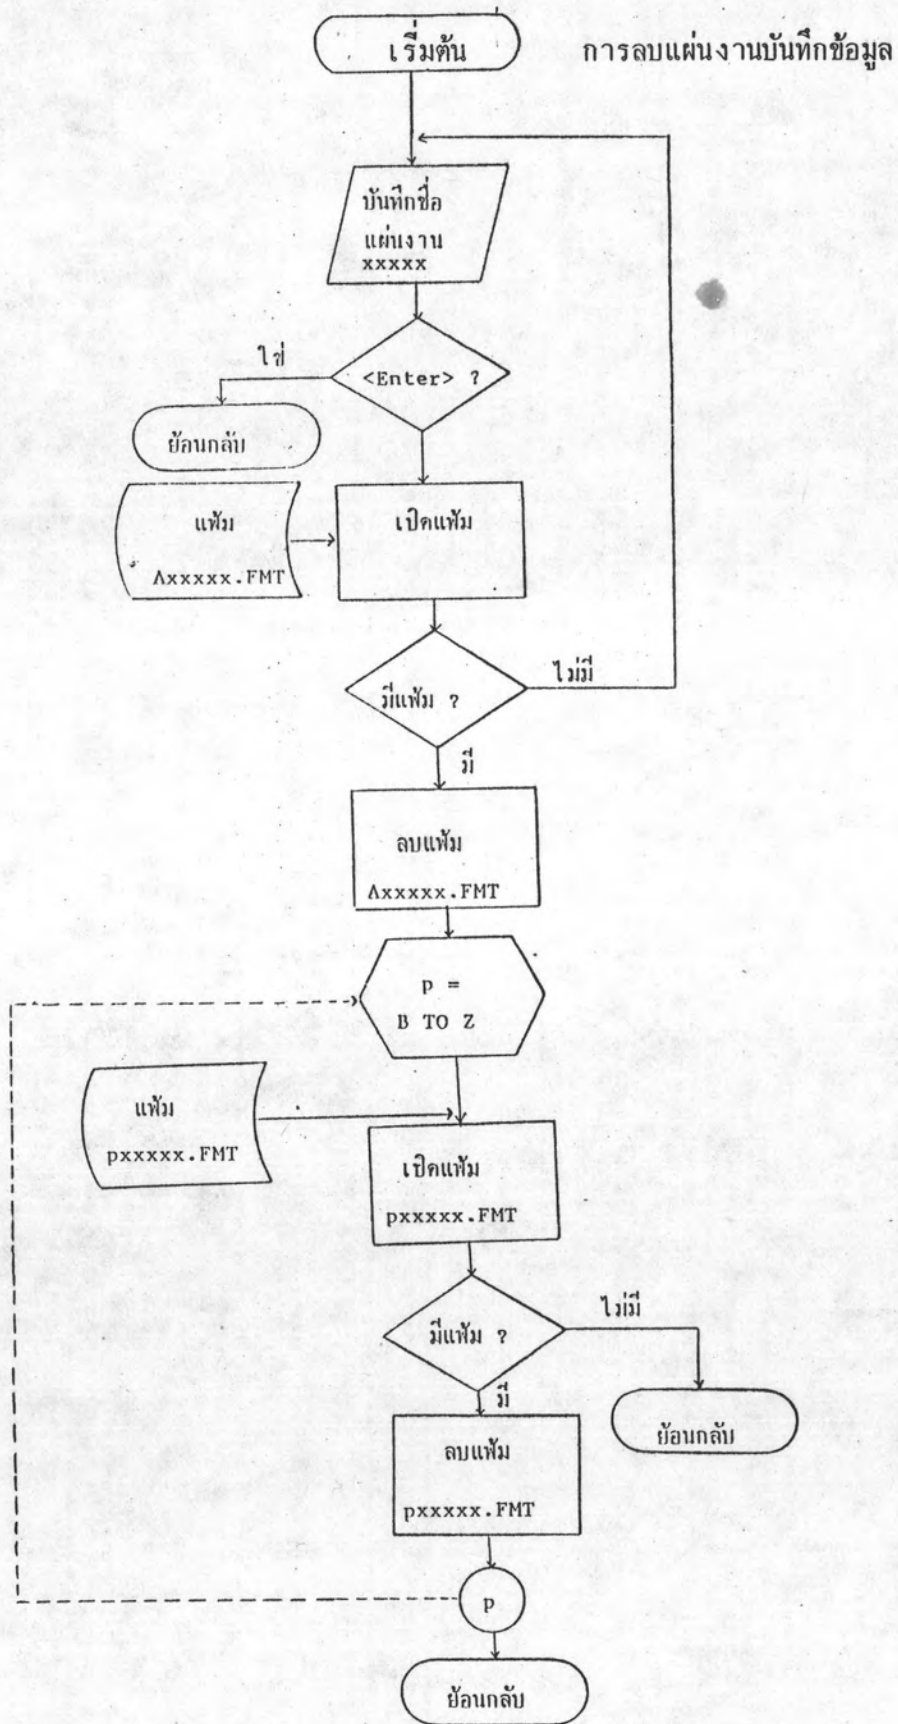 เริ่มต้น
การลบแผ่นงานบันทึกข้อมูล
บันทึกชื่อ
แผ่นงาน
xxxxx
<Enter> ?
ใช่
ย้อนกลับ
แฟ้ม
Axxxxx.FMT
เปิดแฟ้ม
มีแฟ้ม ?
ไม่มี
มี
ลบแฟ้ม
Axxxxx.FMT
p =
B TO Z
แฟ้ม
pxxxxx.FMT
เปิดแฟ้ม
pxxxxx.FMT
มีแฟ้ม ?
ไม่มี
มี
ย้อนกลับ
ลบแฟ้ม
pxxxxx.FMT
p
ย้อนกลับ